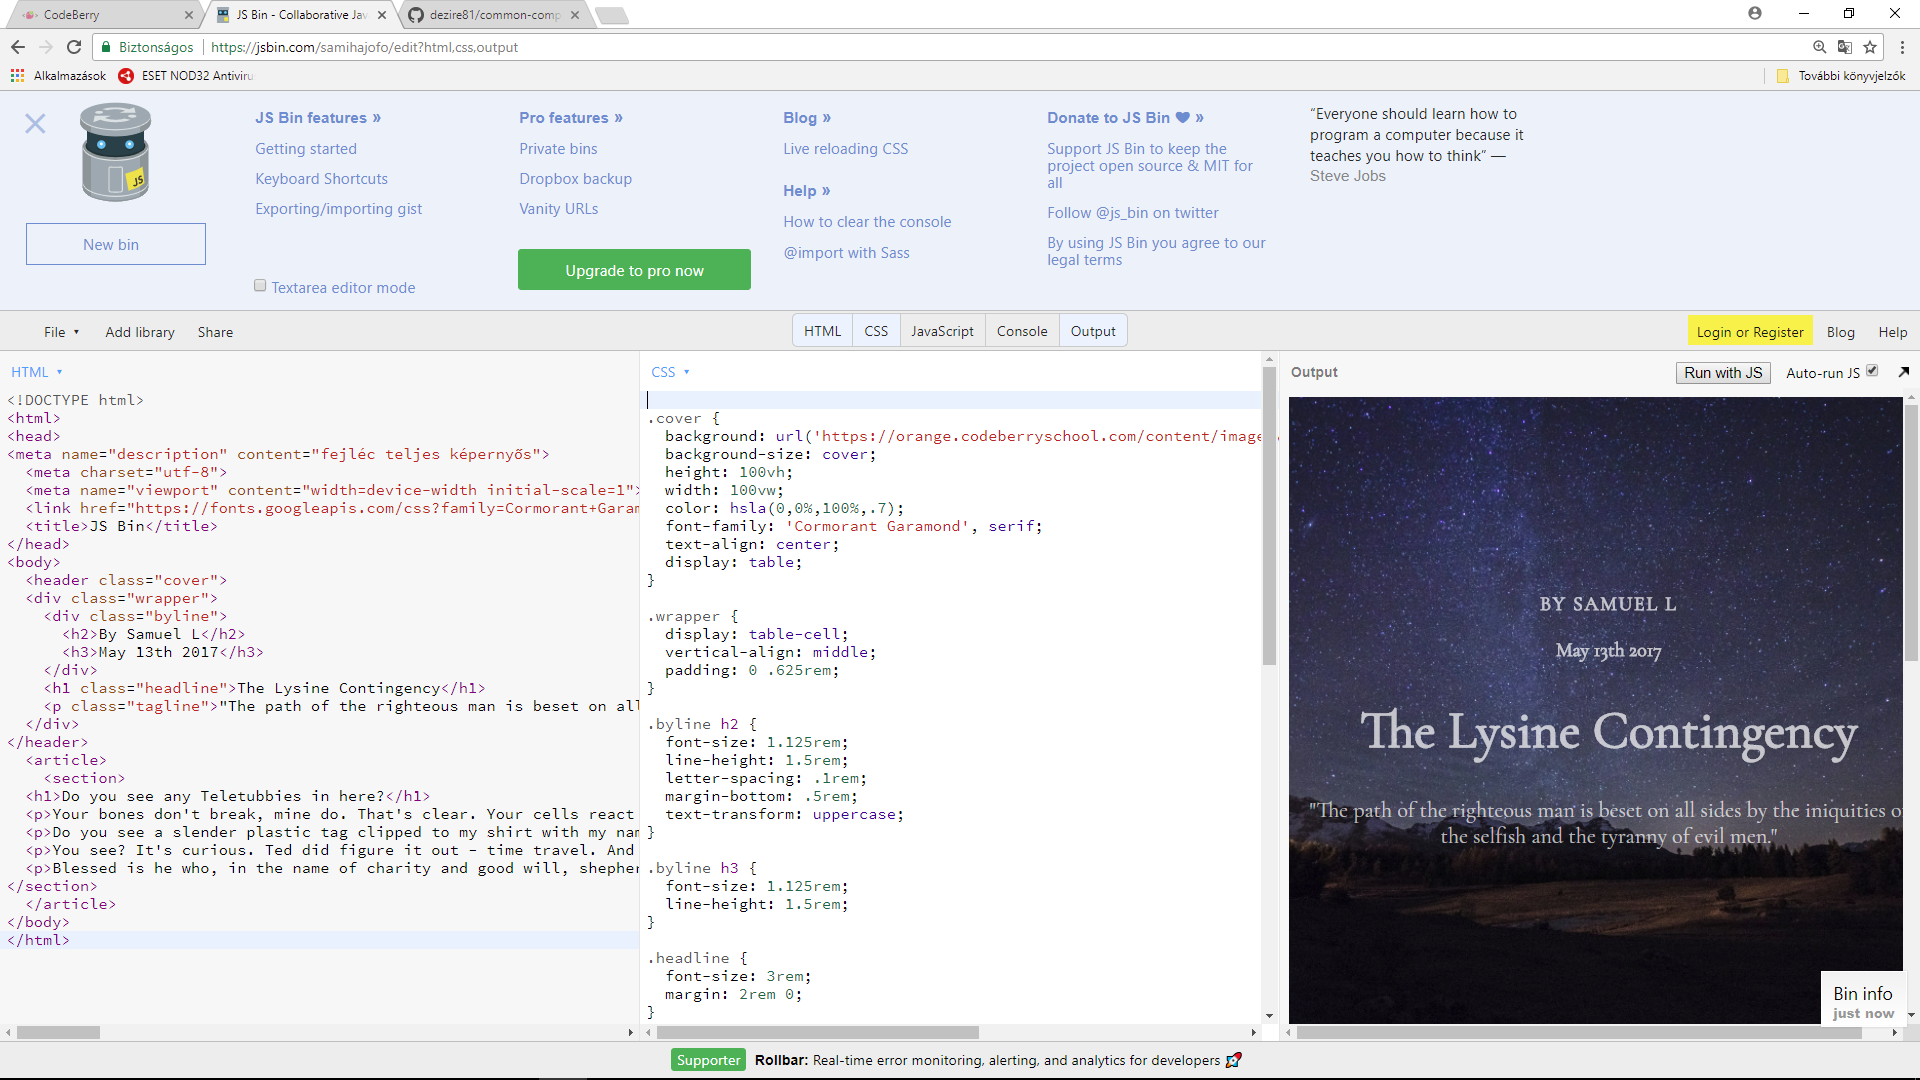 CodeBerry
JS Bin - Collaborative Jav
dezire81/common-comp
Biztonságos
https://jsbin.com/samihajofo/edit?html,css,output
Alkalmazások
ESET NOD32 Antiviru
További könyvjelzők
JS
New bin
JS Bin features »
Getting started
Keyboard Shortcuts
Exporting/importing gist
Textarea editor mode
Pro features »
Private bins
Dropbox backup
Vanity URLs
Upgrade to pro now
Blog »
Live reloading CSS
Help »
How to clear the console
@import with Sass
Donate to JS Bin ♥ »
Support JS Bin to keep the
project open source & MIT for
all
Follow @js_bin on twitter
By using JS Bin you agree to our
legal terms
“Everyone should learn how to
program a computer because it
teaches you how to think” —
Steve Jobs
File
Add library
Share
HTML
CSS
JavaScript
Console
Output
Login or Register
Blog
Help
HTML
<!DOCTYPE html>
<html>
<head>
<meta name="description" content="fejléc teljes képernyős">
<meta charset="utf-8">
<meta name="viewport" content="width=device-width initial-scale=1">
<link href="https://fonts.googleapis.com/css?family=Cormorant+Garam
<title>JS Bin</title>
</head>
<body>
<header class="cover">
<div class="wrapper">
<div class="byline">
<h2>By Samuel L</h2>
<h3>May 13th 2017</h3>
</div>
<h1 class="headline">The Lysine Contingency</h1>
<p class="tagline">"The path of the righteous man is beset on all
</div>
</header>
<article>
<section>
<h1>Do you see any Teletubbies in here?</h1>
<p>Your bones don't break, mine do. That's clear. Your cells react
<p>Do you see a slender plastic tag clipped to my shirt with my nam
<p>You see? It's curious. Ted did figure it out - time travel. And
<p>Blessed is he who, in the name of charity and good will, shepher
</section>
</article>
</body>
</html>
CSS
.cover {
background: url('https://orange.codeberryschool.com/content/image
background-size: cover;
height: 100vh;
width: 100vw;
color: hsla(0,0%,100%,.7);
font-family: 'Cormorant Garamond', serif;
text-align: center;
display: table;
}
.wrapper {
display: table-cell;
vertical-align: middle;
padding: 0 .625rem;
}
.byline h2 {
font-size: 1.125rem;
line-height: 1.5rem;
letter-spacing: .1rem;
margin-bottom: .5rem;
text-transform: uppercase;
}
.byline h3 {
font-size: 1.125rem;
line-height: 1.5rem;
}
.headline {
font-size: 3rem;
margin: 2rem 0;
}
Output
Run with JS
Auto-run JS
BY SAMUEL L
May 13th 2017
The Lysine Contingency
"The path of the righteous man is beset on all sides by the iniquities o
the selfish and the tyranny of evil men."
Bin info
just now
Supporter
Rollbar: Real-time error monitoring, alerting, and analytics for developers 🚀